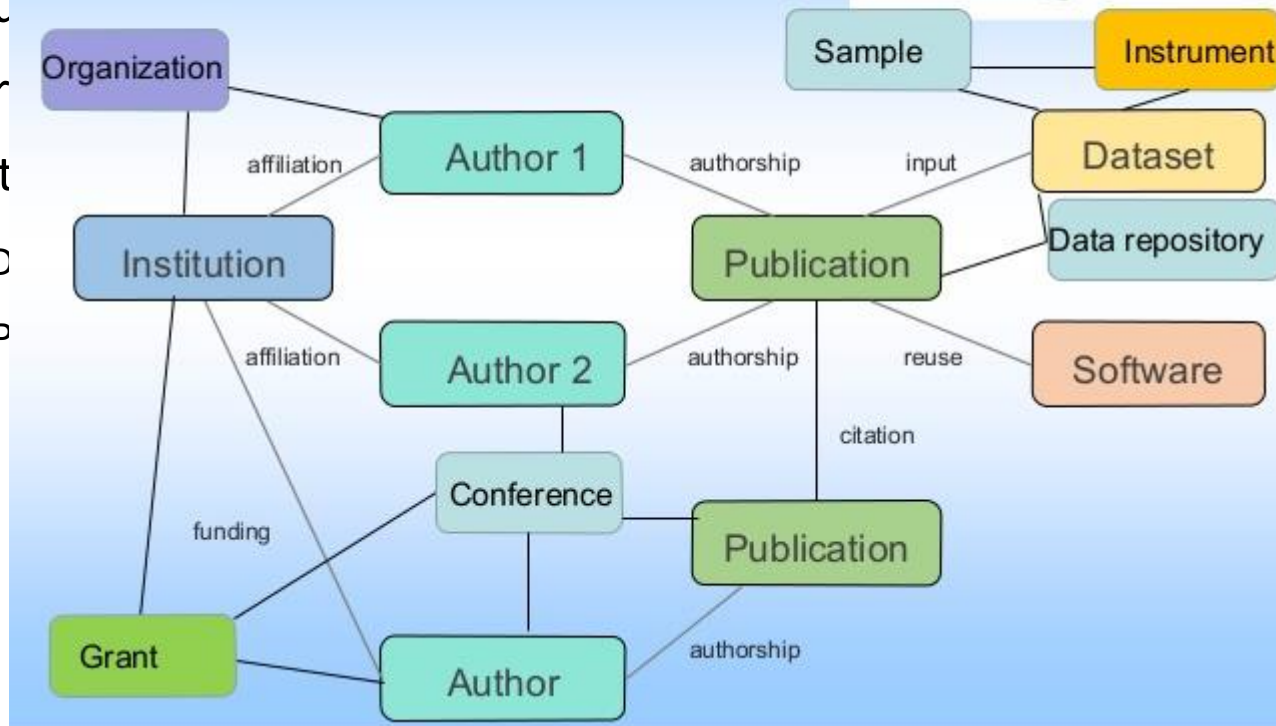 Sample
Instrument
Organization
Author 1
Dataset
affiliation
authorship
input
Institution
Publication
Data repository
affiliation
Author 2
authorship
reuse
Software
citation
Conference
funding
Publication
Grant
Author
authorship